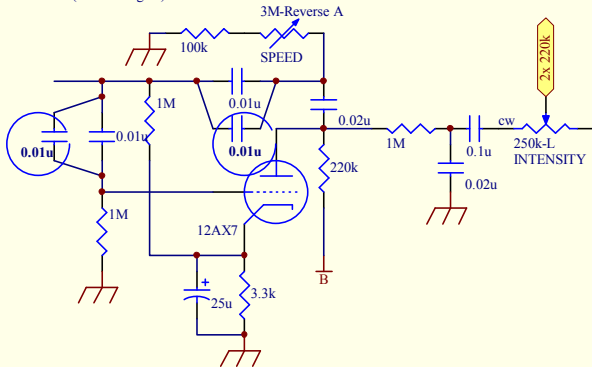 3M-Reverse A
100k
SPEED
2x 220k
1M
0.01u
0.02u
0.01u
0.01u
0.01u
1M
cw
0.1u
250k-L
INTENSITY
220k
0.02u
1M
12AX7
B
+
25u
3.3k